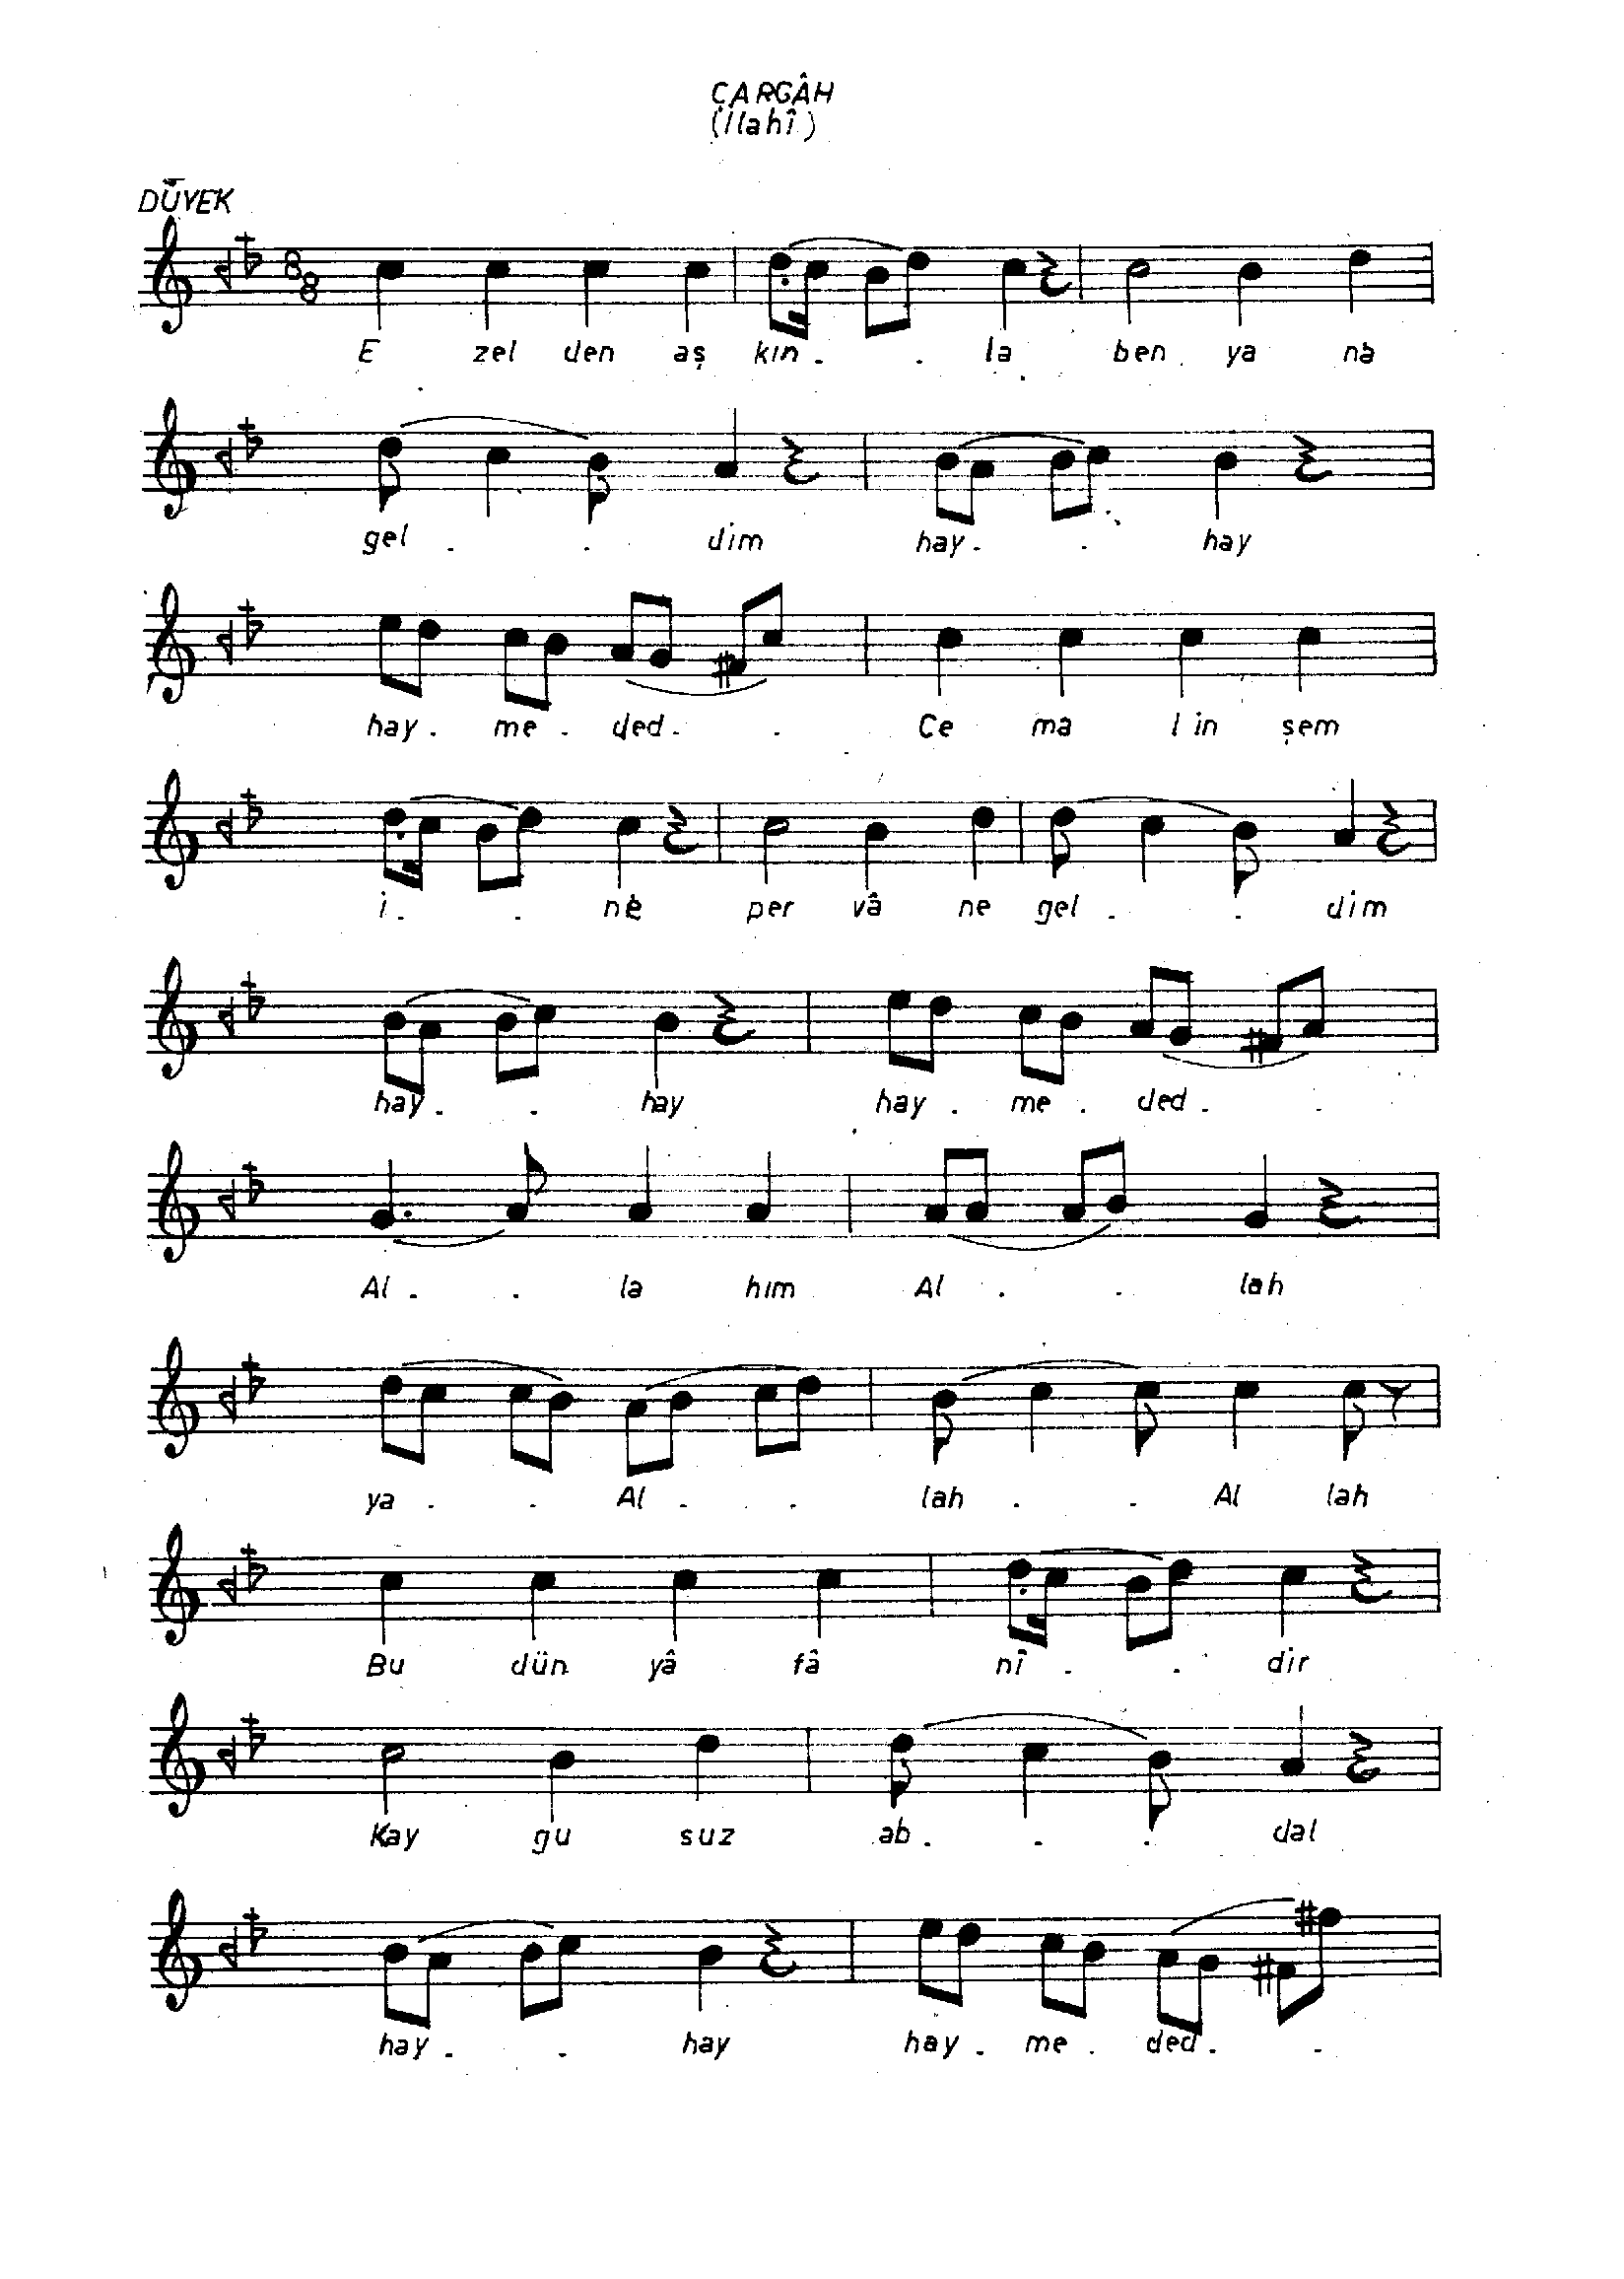 ÇARGÂH
(İlahî)
DÜYEK
8
8
E zel den aş kın . . la ben ya na
gel . . dim hay . . hay
hay . me . ded . . Ce ma lin şem
i . . ne per vâ ne gel . . dim
hay . . hay hay . me . ded . .
Al . . la hım Al . . lah
ya . . Al . . lah . . Al lah
Bu dün yâ fâ nî . . dir
Kay gu suz ab . . . dal
hay . . hay hay . me . ded . .